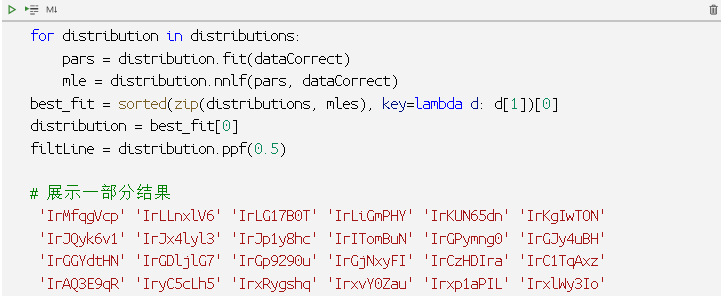 M↓
for distribution in distributions:
    pars = distribution.fit(dataCorrect)
    mle = distribution.nnlf(pars, dataCorrect)
best_fit = sorted(zip(distributions, mles), key=lambda d: d[1])[0]
distribution = best_fit[0]
filtLine = distribution.ppf(0.5)
# 展示一部分结果
'IrMfqgVcp' 'IrLLnxlV6' 'IrLG17B0T' 'IrLiGmPHY' 'IrKUN65dn' 'IrKgIwTON'
'IrJQyk6v1' 'IrJx4lyl3' 'IrJp1y8hc' 'IrITomBuN' 'IrGPymng0' 'IrGJy4uBH'
'IrGGYdtHN' 'IrGDljlG7' 'IrGp9290u' 'IrGjNxyFI' 'IrCzHDIra' 'IrC1TqAxz'
'IrAQ3E9qR' 'IryC5cLh5' 'IrxRygshq' 'IrxvY0Zau' 'Irxp1aPIL' 'IrxlWy3Io'